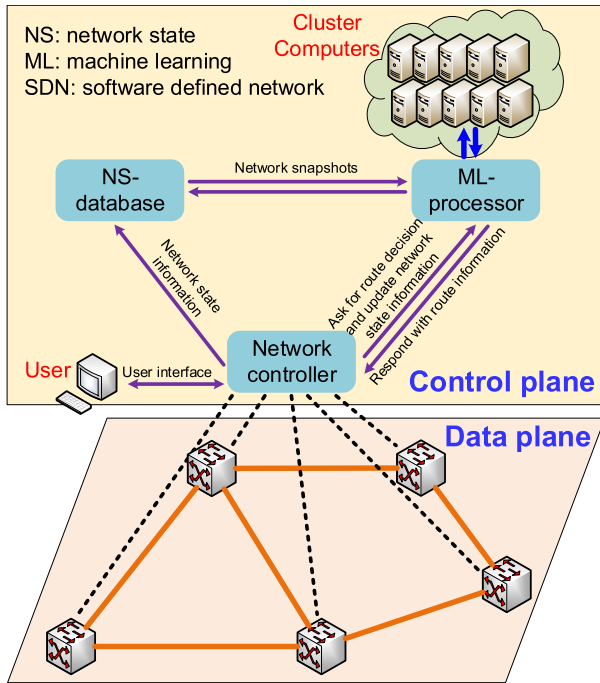 NS: network state
ML: machine learning
SDN: software defined network
Cluster
Computers
NS-
database
Network snapshots
ML-
processor
Network state
information
Ask for route decision
and update network
state information
Respond with route information
User
User interface
Network
controller
Control plane
Data plane